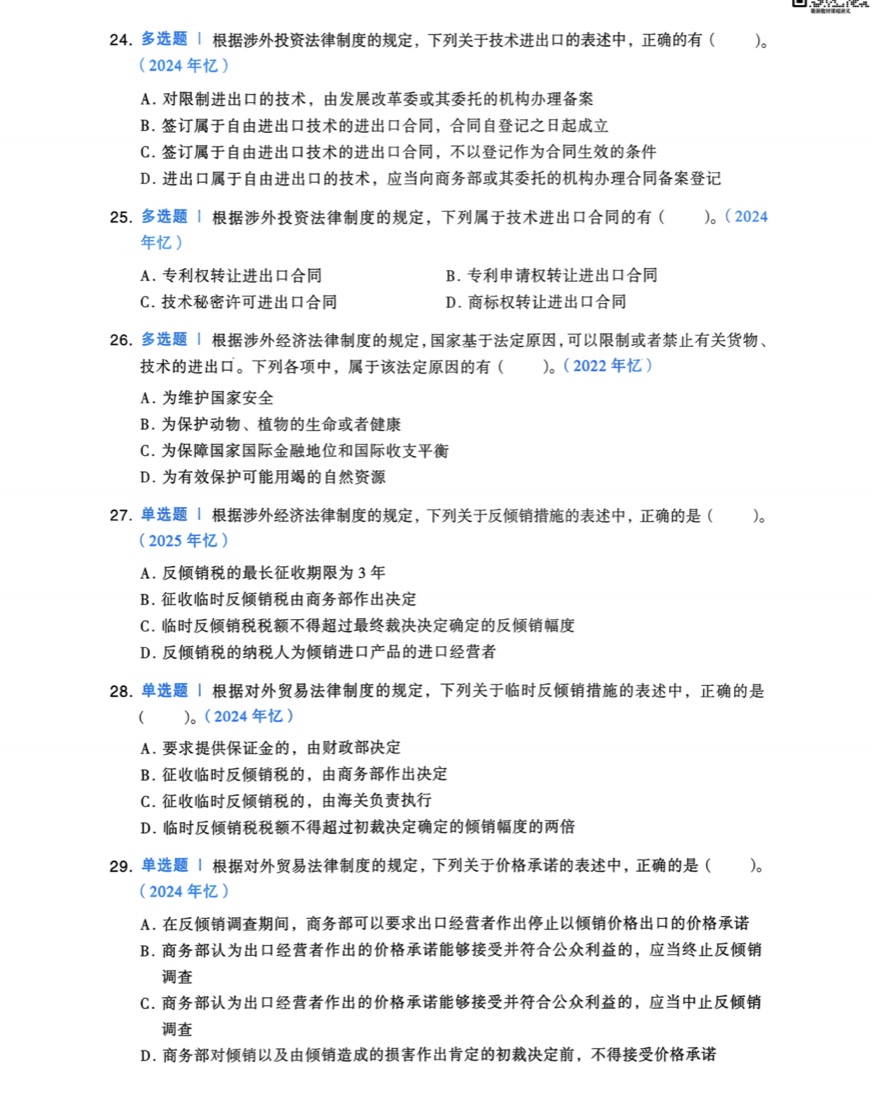 24. 多选题 | 根据涉外投资法律制度的规定，下列关于技术进出口的表述中，正确的有（　　）。
（2024 年忆）
A. 对限制进出口的技术，由发展改革委或其委托的机构办理备案
B. 签订属于自由进出口技术的进出口合同，合同自登记之日起成立
C. 签订属于自由进出口技术的进出口合同，不以登记作为合同生效的条件
D. 进出口属于自由进出口的技术，应当向商务部或其委托的机构办理合同备案登记
25. 多选题 | 根据涉外投资法律制度的规定，下列属于技术进出口合同的有（　　）。（2024
年忆）
A. 专利权转让进出口合同　　B. 专利申请权转让进出口合同
C. 技术秘密许可进出口合同　　D. 商标权转让进出口合同
26. 多选题 | 根据涉外经济法律制度的规定，国家基于法定原因，可以限制或者禁止有关货物、
技术的进出口。下列各项中，属于该法定原因的有（　　）。（2022 年忆）
A. 为维护国家安全
B. 为保护动物、植物的生命或者健康
C. 为保障国家国际金融地位和国际收支平衡
D. 为有效保护可能用竭的自然资源
27. 单选题 | 根据涉外经济法律制度的规定，下列关于反倾销措施的表述中，正确的是（　　）。
（2025 年忆）
A. 反倾销税的最长征收期限为 3 年
B. 征收临时反倾销税由商务部作出决定
C. 临时反倾销税税额不得超过最终裁决决定确定的反倾销幅度
D. 反倾销税的纳税人为倾销进口产品的进口经营者
28. 单选题 | 根据对外贸易法律制度的规定，下列关于临时反倾销措施的表述中，正确的是
（　　）。（2024 年忆）
A. 要求提供保证金的，由财政部决定
B. 征收临时反倾销税的，由商务部作出决定
C. 征收临时反倾销税的，由海关负责执行
D. 临时反倾销税税额不得超过初裁决定确定的倾销幅度的两倍
29. 单选题 | 根据对外贸易法律制度的规定，下列关于价格承诺的表述中，正确的是（　　）。
（2024 年忆）
A. 在反倾销调查期间，商务部可以要求出口经营者作出停止以倾销价格出口的价格承诺
B. 商务部认为出口经营者作出的价格承诺能够接受并符合公众利益的，应当终止反倾销
调查
C. 商务部认为出口经营者作出的价格承诺能够接受并符合公众利益的，应当中止反倾销
调查
D. 商务部对倾销以及由倾销造成的损害作出肯定的初裁决定前，不得接受价格承诺